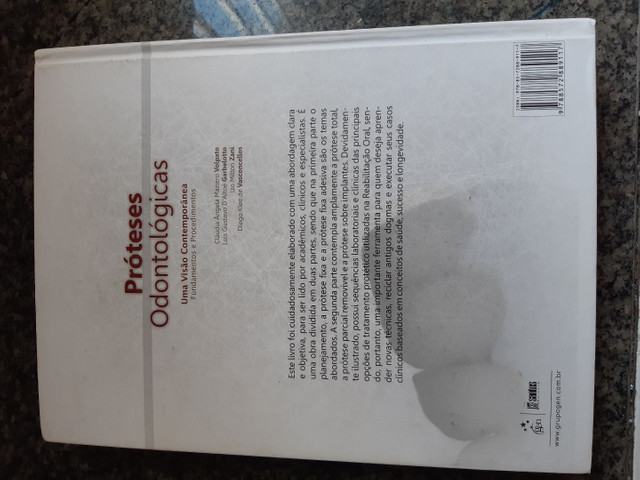 Próteses
Odontológicas
Uma Visão Contemporânea
Fundamentos e Procedimentos
Cláudia Ângela Maziero Volpato
Luis Gustavo D'Altoé Garbelotto
Izo Milton Zani
Diogo Kloe de Vasconcellos
Este livro foi cuidadosamente elaborado com uma abordagem clara
e objetiva, para ser lido por acadêmicos, clínicos e especialistas. É
uma obra dividida em duas partes, sendo que na primeira parte o
planejamento, a prótese fixa e a prótese fixa adesiva são os temas
abordados. A segunda parte contempla amplamente a prótese total,
a prótese parcial removível e a prótese sobre implantes. Devidamen-
te ilustrado, possui sequências laboratoriais e clínicas das principais
opções de tratamento protético utilizadas na Reabilitação Oral, sen-
do, portanto, uma importante ferramenta para quem deseja apren-
der novas técnicas, reciclar antigos dogmas e executar seus casos
clínicos baseados em conceitos de saúde, sucesso e longevidade.
gen
www.grupogen.com.br